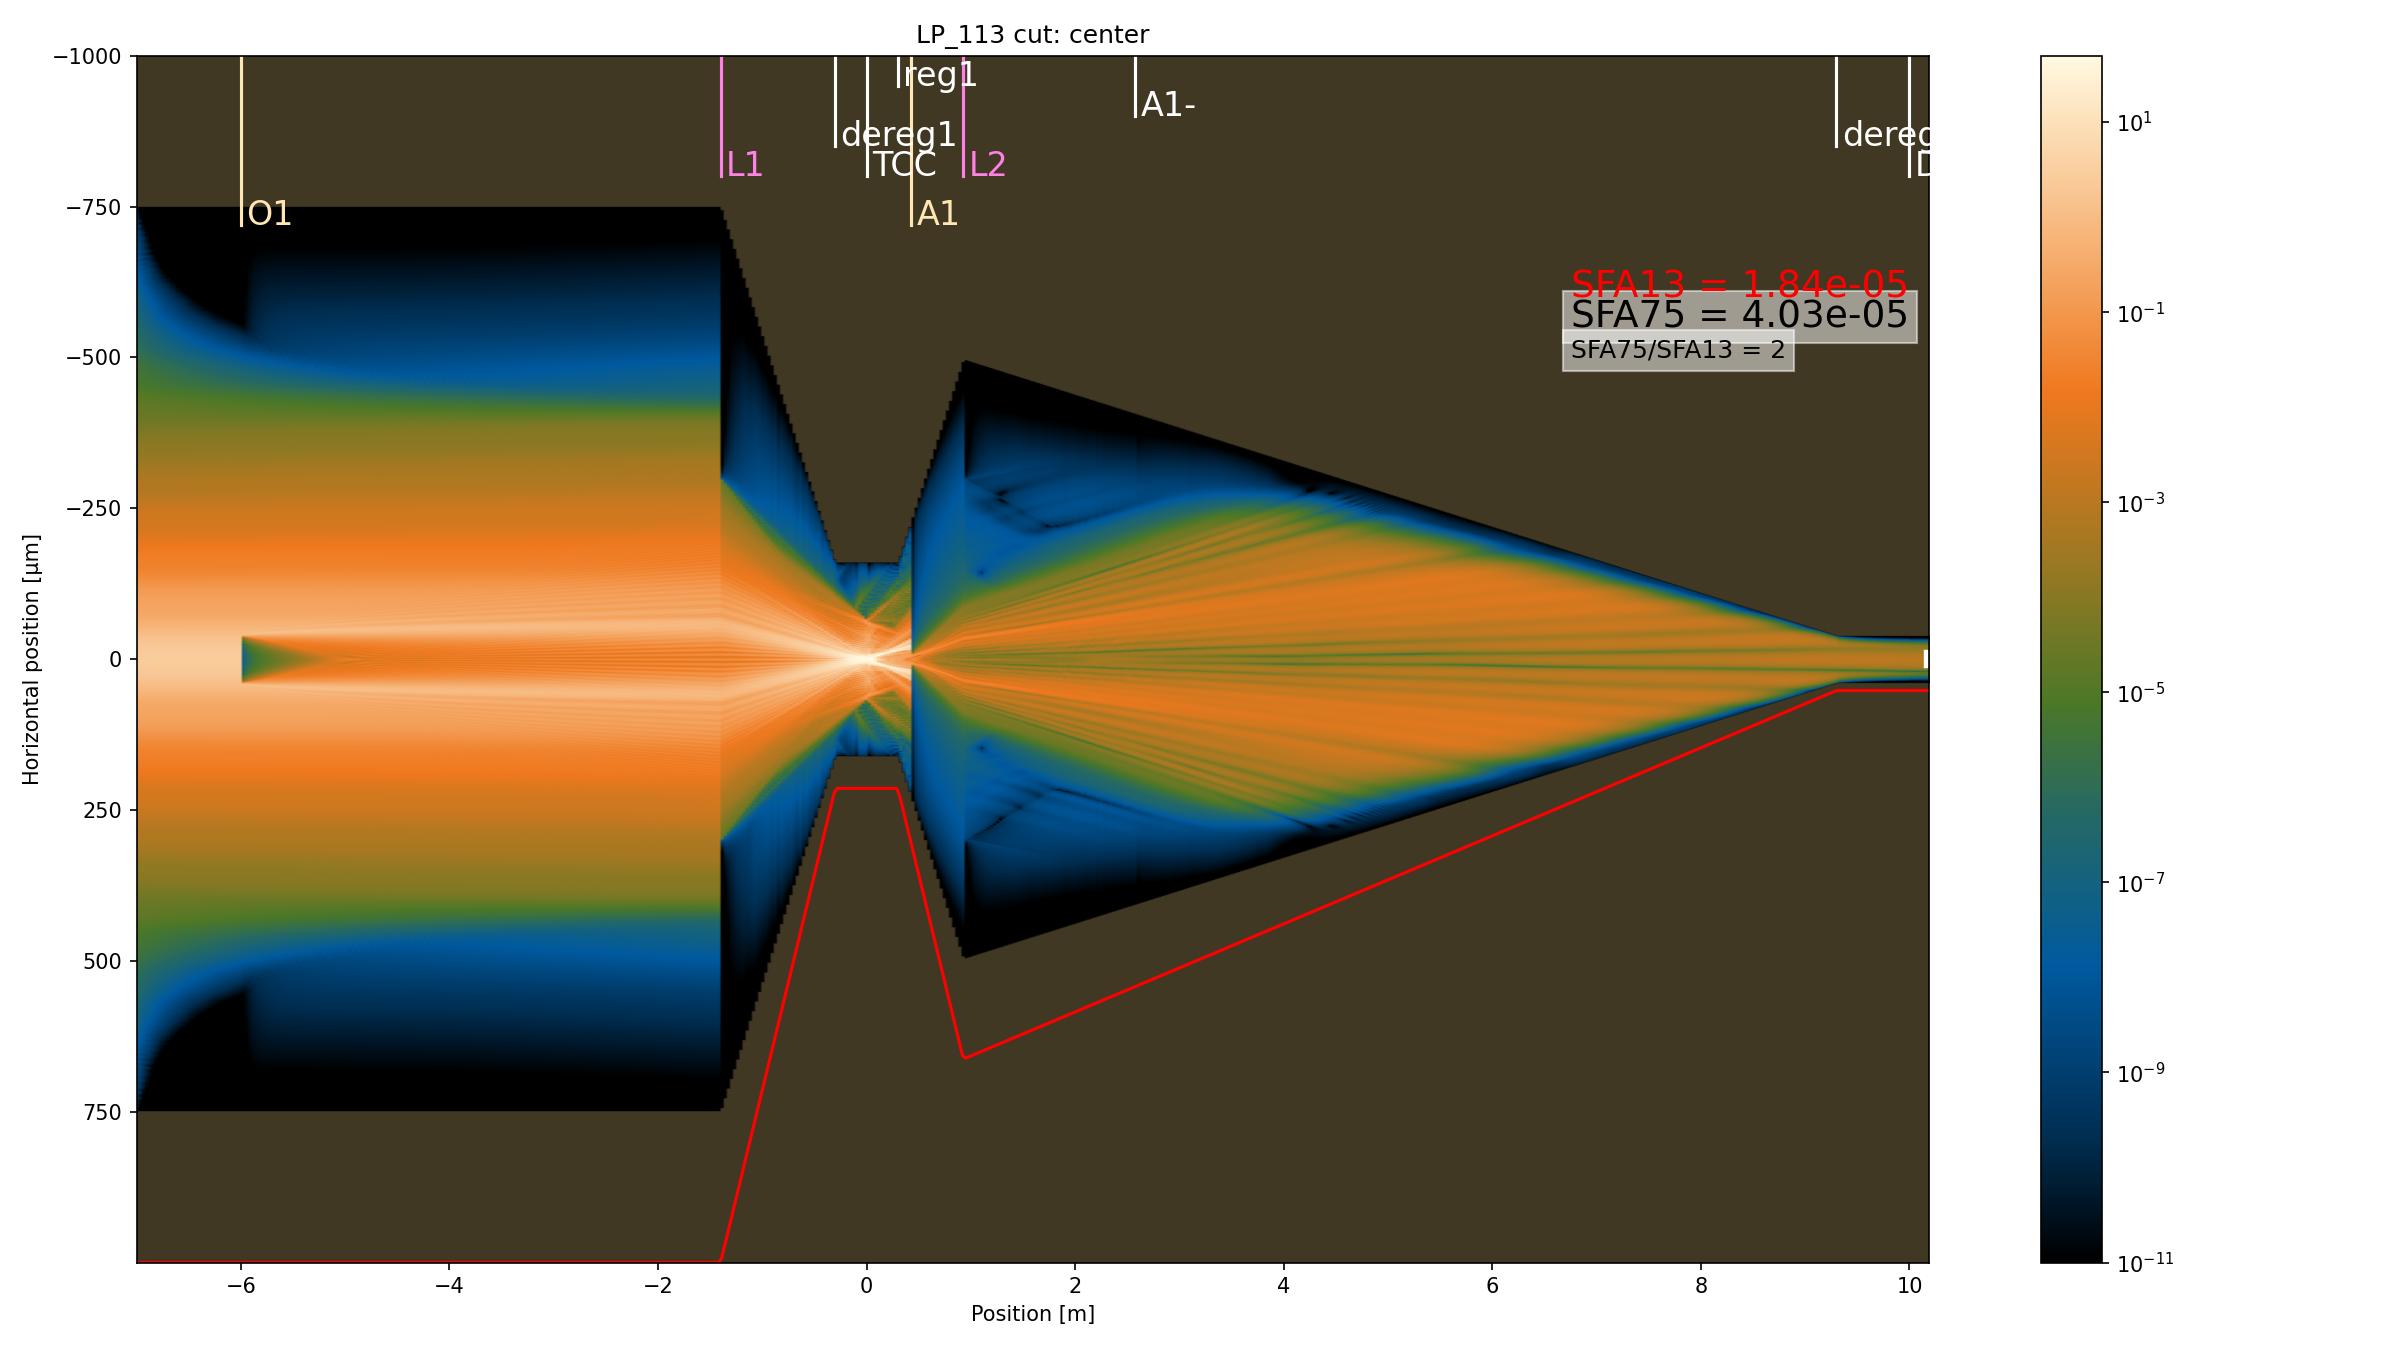 LP_113 cut: center
−1000
−750
−500
−250
0
250
500
750
Horizontal position [μm]
reg1
A1-
dereg1
dereg
L1
TCC
L2
D
O1
A1
SFA13 = 1.84e-05
SFA75 = 4.03e-05
SFA75/SFA13 = 2
−6
−4
−2
0
2
4
6
8
10
Position [m]
10¹
10⁻¹
10⁻³
10⁻⁵
10⁻⁷
10⁻⁹
10⁻¹¹